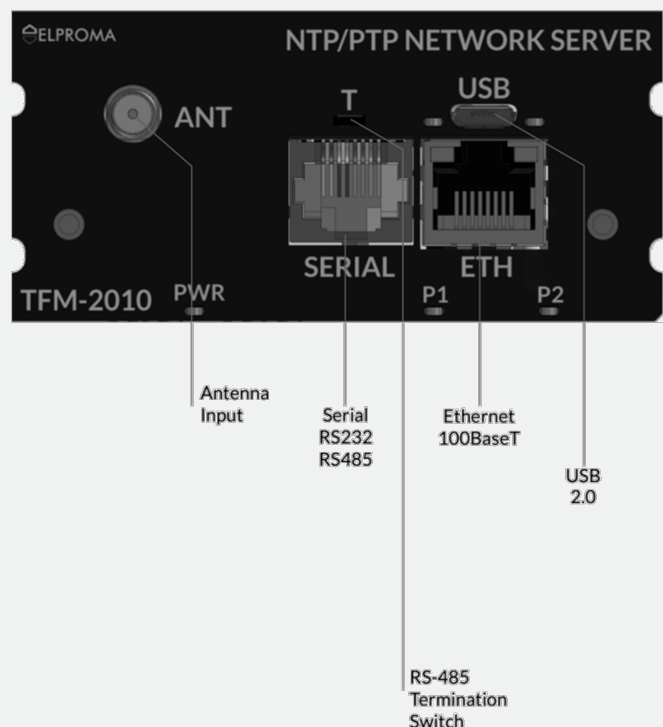 ELPROMA
NTP/PTP NETWORK SERVER
USB
T
ANT
SERIAL
ETH
TFM-2010
PWR
P1
P2
Antenna
Input
Serial
RS232
RS485
Ethernet
100BaseT
USB
2.0
RS-485
Termination
Switch